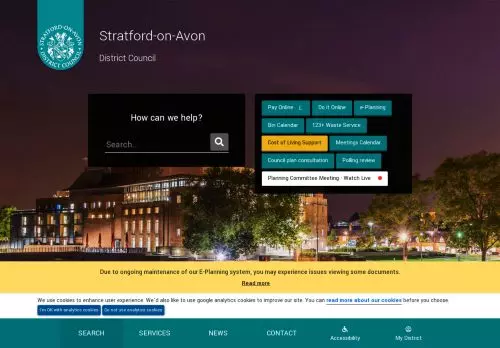 STRATFORD-ON-AVON
DISTRICT COUNCIL
Stratford-on-Avon
District Council
How can we help?
Search..
Pay Online
Do it Online
e-Planning
Bin Calendar
123+ Waste Service
Cost of Living Support
Meetings Calendar
Council plan consultation
Polling review
Planning Committee Meeting - Watch Live
Due to ongoing maintenance of our E-Planning system, you may experience issues viewing some documents.
Read more
We use cookies to enhance user experience. We'd also like to use google analytics cookies to improve our site. You can read more about our cookies before you choose.
I'm OK with analytics cookies
Do not use analytics cookies
SEARCH
SERVICES
NEWS
CONTACT
Accessibility
My District